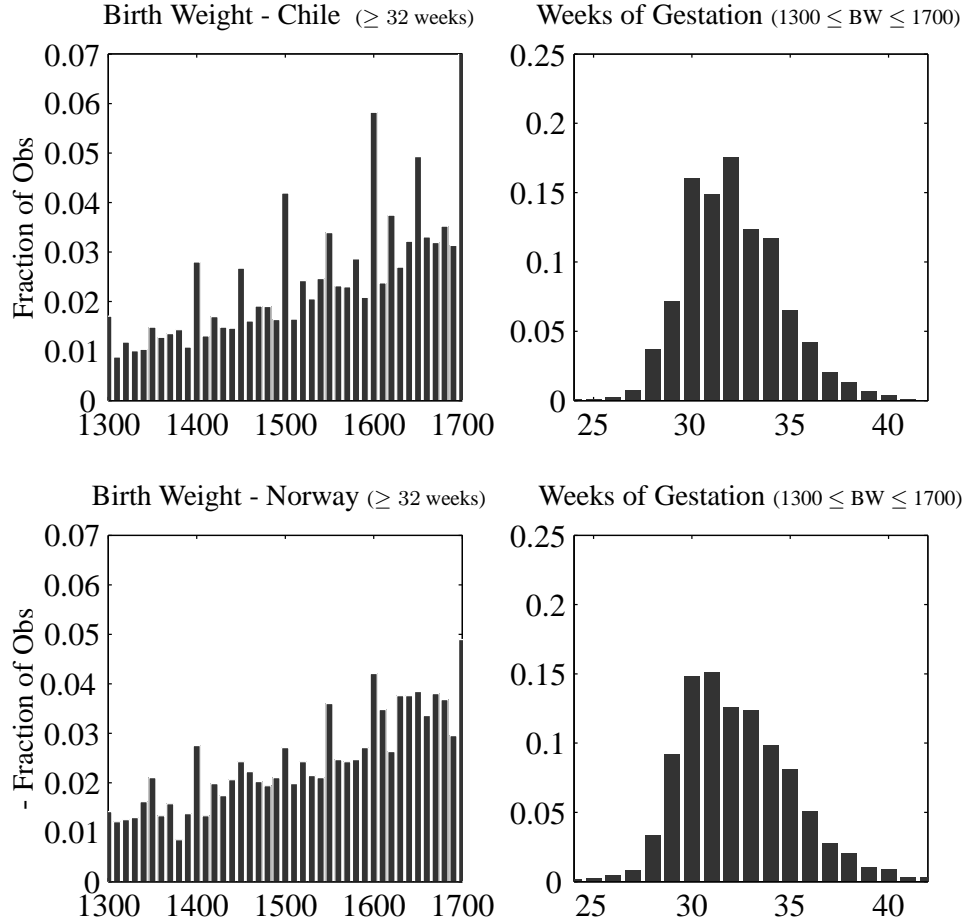 Birth Weight - Chile (≥ 32 weeks)
Weeks of Gestation (1300 ≤ BW ≤ 1700)
Fraction of Obs
0.07
0.06
0.05
0.04
0.03
0.02
0.01
0
1300 1400 1500 1600 1700
0.25
0.2
0.15
0.1
0.05
0
25 30 35 40
Birth Weight - Norway (≥ 32 weeks)
Weeks of Gestation (1300 ≤ BW ≤ 1700)
- Fraction of Obs
0.07
0.06
0.05
0.04
0.03
0.02
0.01
0
1300 1400 1500 1600 1700
0.25
0.2
0.15
0.1
0.05
0
25 30 35 40